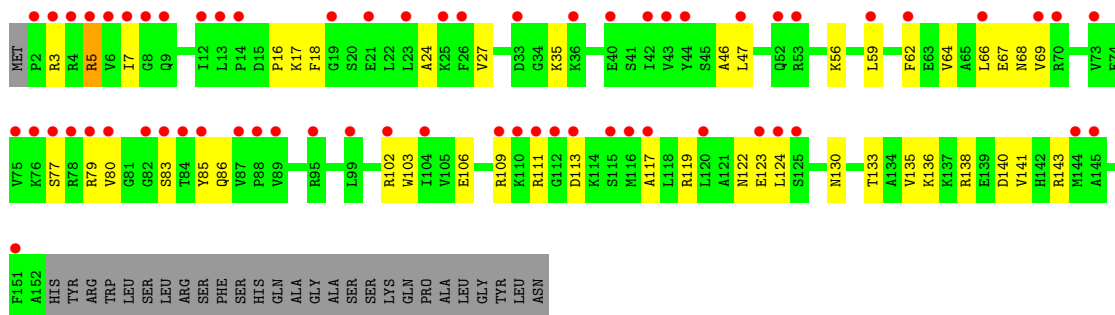 MET P2 R3 R4 R5 V6 I7 G8 Q9 I12 L13 P14 D15 P16 K17 F18 G19 S20 E21 L22 L23 A24 K25 F26 V27 D33 G34 K35 K36 E40 S41 I42 V43 Y44 S45 A46 L47 Q52 R53 K56 L59 F62 E63 V64 A65 L66 E67 N68 V69 R70 V73 E74
V75 K76 S77 R78 R79 V80 G81 G82 S83 T84 Y85 Q86 V87 P88 V89 R95 L99 R102 W103 I104 V105 E106 R109 K110 R111 G112 D113 K114 S115 M116 A117 L118 R119 L120 A121 N122 E123 L124 S125 N130 T133 A134 V135 K136 K137 R138 E139 D140 V141 H142 R143 M144 A145
F151 A152 HIS TYR ARG TRP LEU SER LEU ARG SER PHE SER HIS GLN ALA GLY ALA SER SER LYS GLN PRO ALA LEU GLY TYR LEU ASN